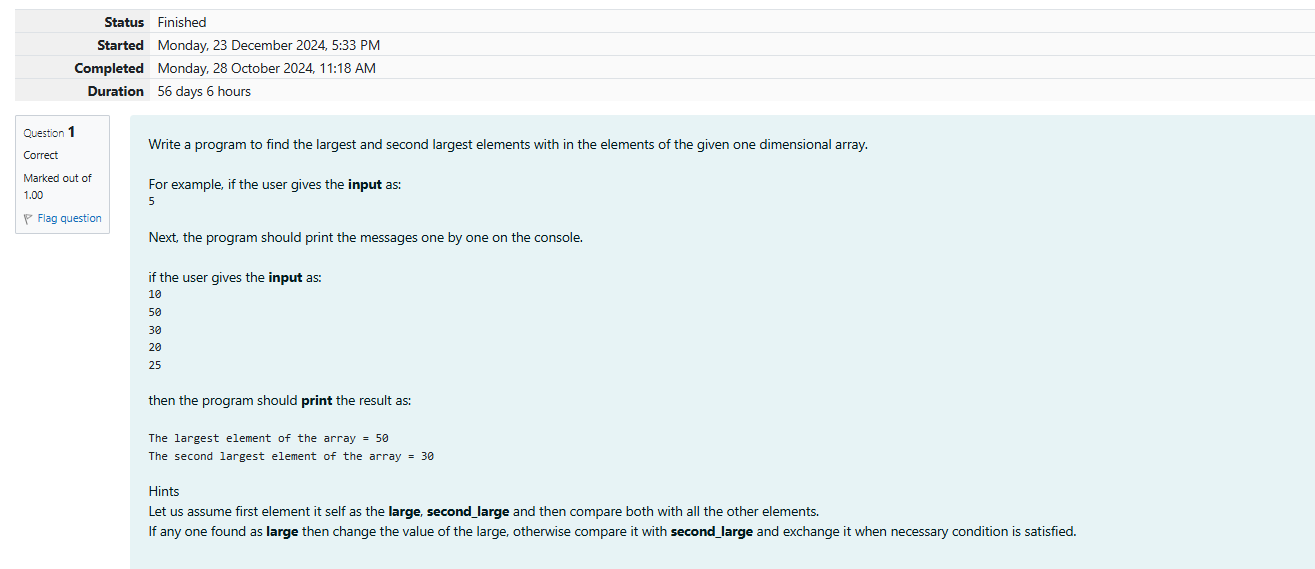 Status Finished
Started Monday, 23 December 2024, 5:33 PM
Completed Monday, 28 October 2024, 11:18 AM
Duration 56 days 6 hours
Question 1
Correct
Marked out of
1.00
Flag question
Write a program to find the largest and second largest elements with in the elements of the given one dimensional array.
For example, if the user gives the input as:
5
Next, the program should print the messages one by one on the console.
if the user gives the input as:
10
50
30
20
25
then the program should print the result as:
The largest element of the array = 50
The second largest element of the array = 30
Hints
Let us assume first element it self as the large, second_large and then compare both with all the other elements.
If any one found as large then change the value of the large, otherwise compare it with second_large and exchange it when necessary condition is satisfied.